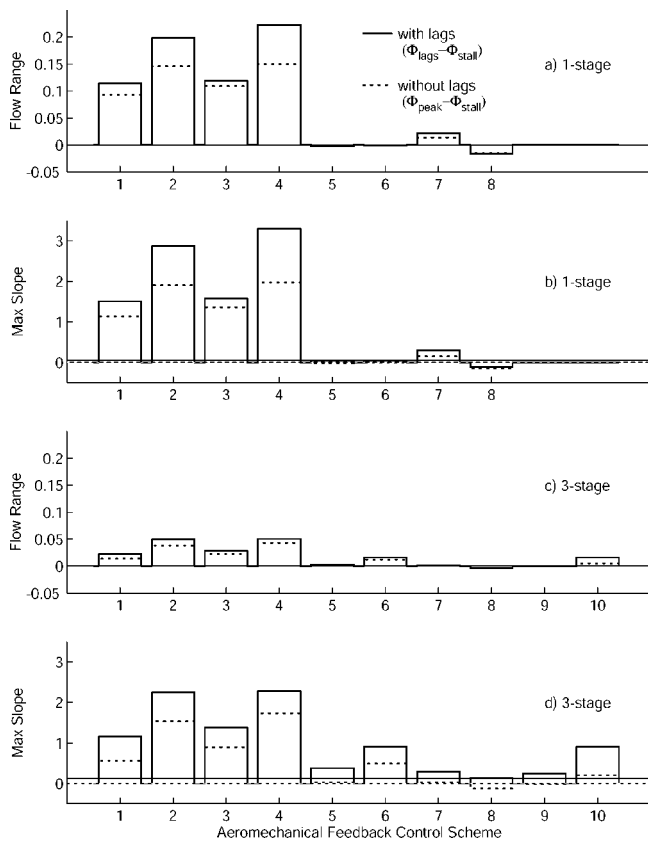 0.2
0.15
0.1
0.05
0
-0.05
Flow Range
with lags
(Φlags−Φstall)
without lags
(Φpeak−Φstall)
a) 1-stage
1 2 3 4 5 6 7 8
3
2
1
0
Max Slope
b) 1-stage
1 2 3 4 5 6 7 8
0.2
0.15
0.1
0.05
0
-0.05
Flow Range
c) 3-stage
1 2 3 4 5 6 7 8 9 10
3
2
1
0
Max Slope
d) 3-stage
1 2 3 4 5 6 7 8 9 10
Aeromechanical Feedback Control Scheme